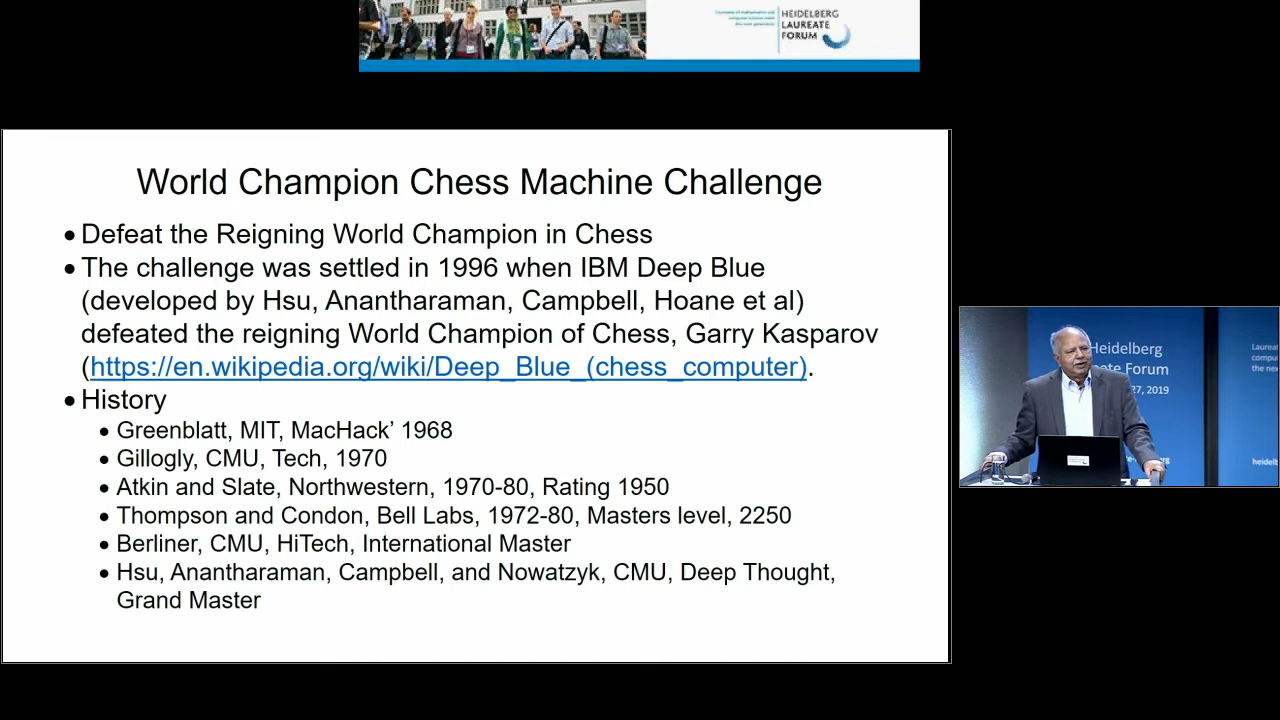 HEIDELBERG
LAUREATE
FORUM
World Champion Chess Machine Challenge
• Defeat the Reigning World Champion in Chess
• The challenge was settled in 1996 when IBM Deep Blue
(developed by Hsu, Anantharaman, Campbell, Hoane et al)
defeated the reigning World Champion of Chess, Garry Kasparov
(https://en.wikipedia.org/wiki/Deep_Blue_(chess_computer).
• History
• Greenblatt, MIT, MacHack’ 1968
• Gillogly, CMU, Tech, 1970
• Atkin and Slate, Northwestern, 1970-80, Rating 1950
• Thompson and Condon, Bell Labs, 1972-80, Masters level, 2250
• Berliner, CMU, HiTech, International Master
• Hsu, Anantharaman, Campbell, and Nowatzyk, CMU, Deep Thought,
Grand Master
Heidelberg
ate Forum
27, 2019